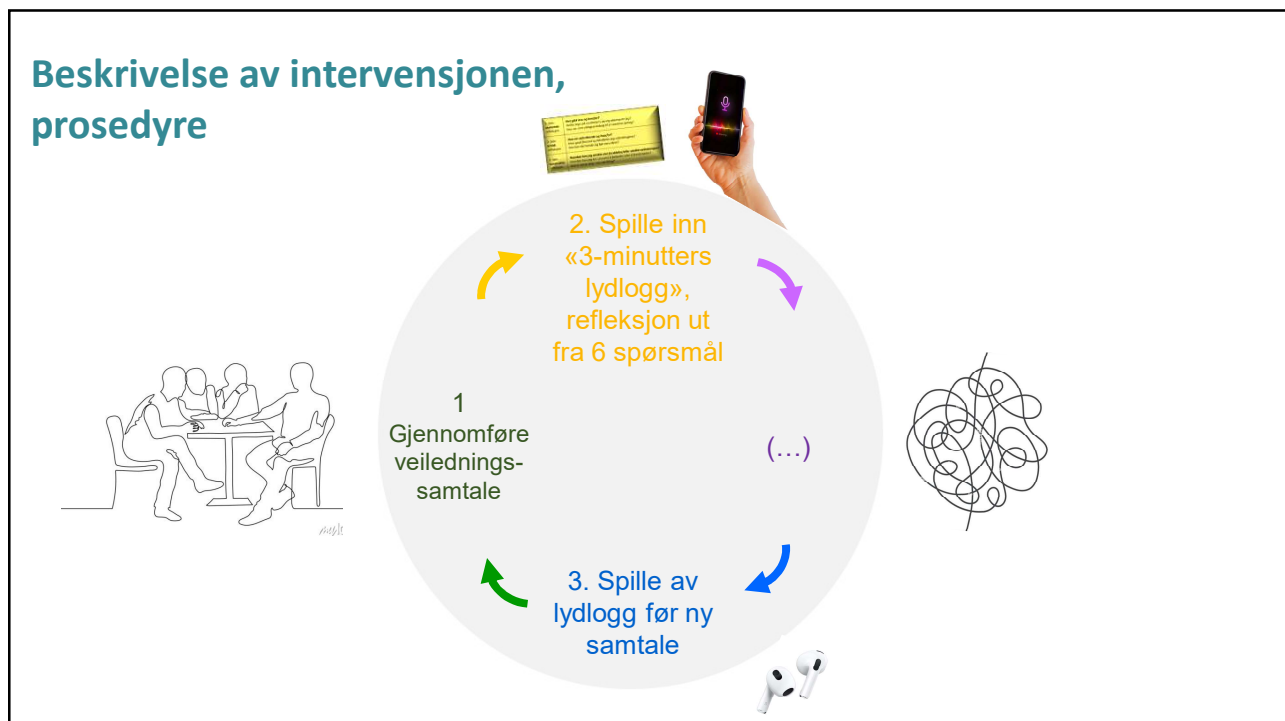 Beskrivelse av intervensjonen,
prosedyre
2. Spille inn
«3-minutters
lydlogg»,
refleksjon ut
fra 6 spørsmål
1
Gjennomføre
veilednings-
samtale
(…)
3. Spille av
lydlogg før ny
samtale